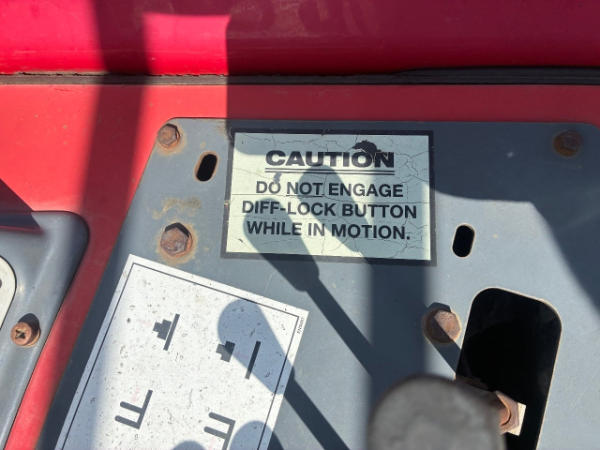 CAUTION
DO NOT ENGAGE
DIFF-LOCK BUTTON
WHILE IN MOTION.